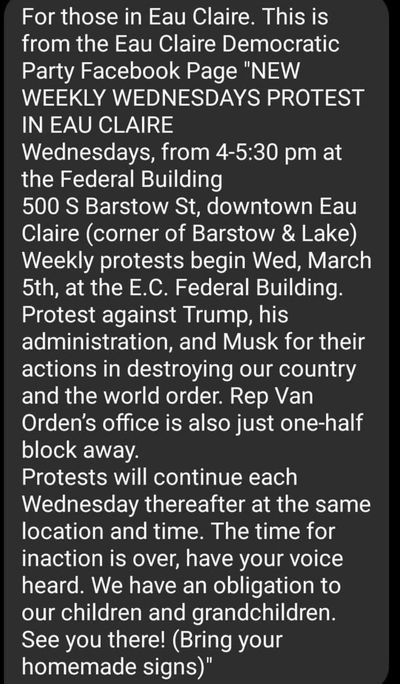 For those in Eau Claire. This is
from the Eau Claire Democratic
Party Facebook Page "NEW
WEEKLY WEDNESDAYS PROTEST
IN EAU CLAIRE
Wednesdays, from 4-5:30 pm at
the Federal Building
500 S Barstow St, downtown Eau
Claire (corner of Barstow & Lake)
Weekly protests begin Wed, March
5th, at the E.C. Federal Building.
Protest against Trump, his
administration, and Musk for their
actions in destroying our country
and the world order. Rep Van
Orden’s office is also just one-half
block away.
Protests will continue each
Wednesday thereafter at the same
location and time. The time for
inaction is over, have your voice
heard. We have an obligation to
our children and grandchildren.
See you there! (Bring your
homemade signs)"